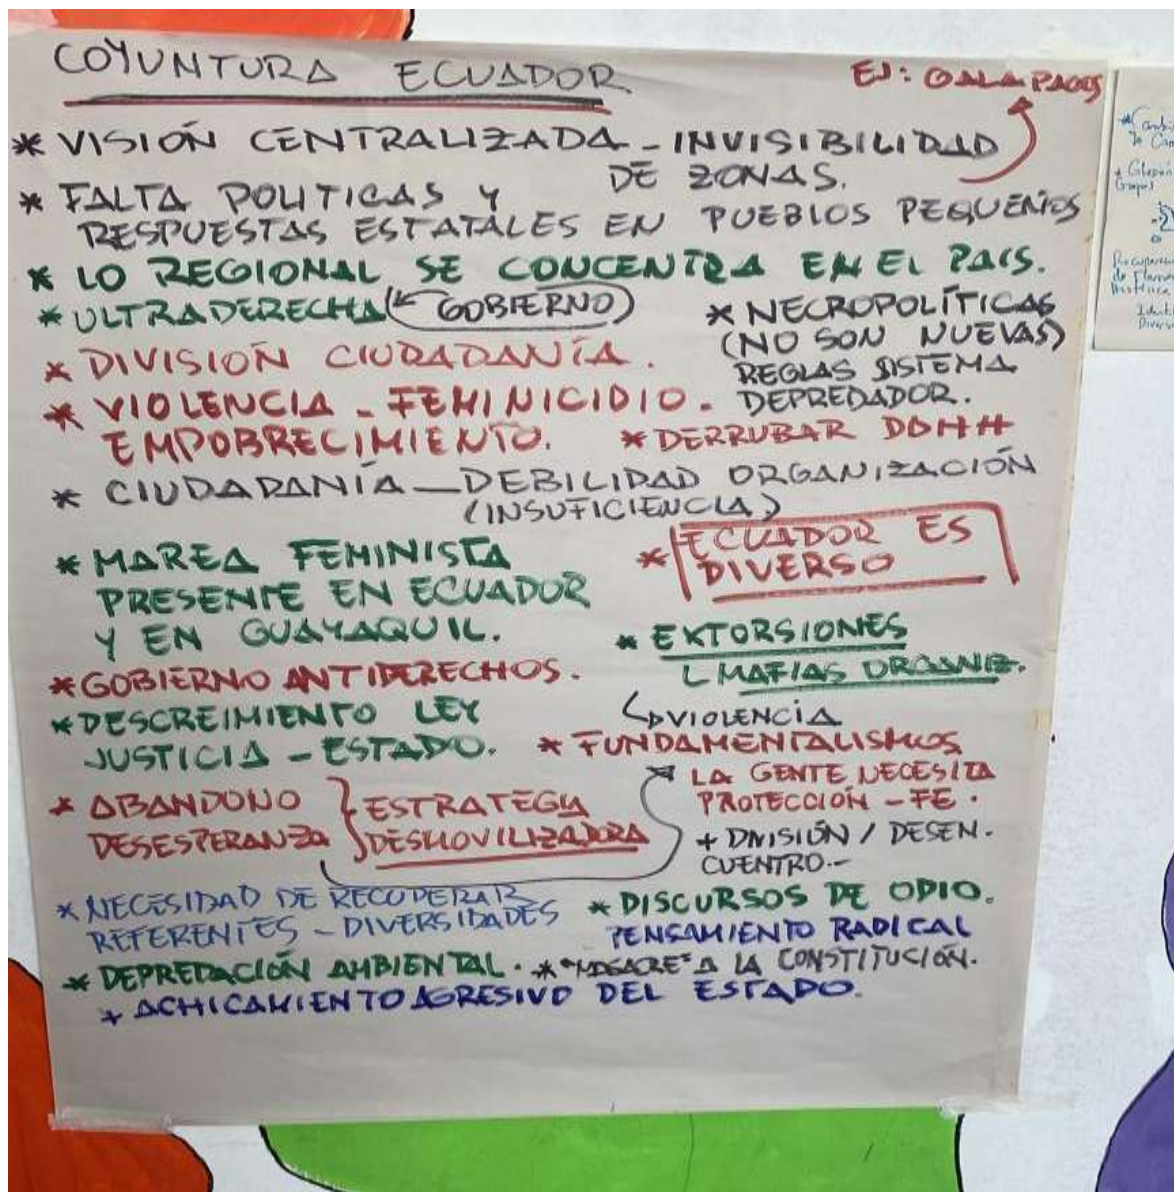 COYUNTURA ECUADOR
EJ: GALAPAGOS
* VISIÓN CENTRALIZADA - INVISIBILIDAD
DE ZONAS.
* FALTA POLITICAS Y
RESPUESTAS ESTATALES EN PUEBLOS PEQUEÑOS
* LO REGIONAL SE CONCENTRA EN EL PAIS.
* ULTRADERECHA (← GOBIERNO)
* DIVISIÓN CIUDADANÍA.
* VIOLENCIA - FEMINICIDIO.
EMPOBRECIMIENTO.
* NECROPOLÍTICAS
(NO SON NUEVAS)
REGLAS SISTEMA
DEPREDADOR.
* DERRUBAR DDHH
* CIUDADANÍA - DEBILIDAD ORGANIZACIÓN
(INSUFICIENCIA)
* MAREA FEMINISTA
PRESENTE EN ECUADOR
Y EN GUAYAQUIL.
* ECUADOR ES
DIVERSO
* EXTORSIONES
MAFIAS ORGANIZ.
VIOLENCIA
* GOBIERNO ANTIDERECHOS.
* DESCREIMIENTO LEY
JUSTICIA - ESTADO.
* FUNDAMENTALISMOS
LA GENTE NECESITA
PROTECCIÓN - FE.
+ DIVISIÓN / DESEN.
CUENTRO.-
* ABANDONO } ESTRATEGIA
DESESPERANZA DESMOVILIZADORA
* NECESIDAD DE RECUPERAR
REFERENTES - DIVERSIDADES
* DISCURSOS DE ODIO.
PENSAMIENTO RADICAL
* DEPREDACIÓN AMBIENTAL. * "MASACRE" A LA CONSTITUCIÓN.
+ ACHICAMIENTO AGRESIVO DEL ESTADO.